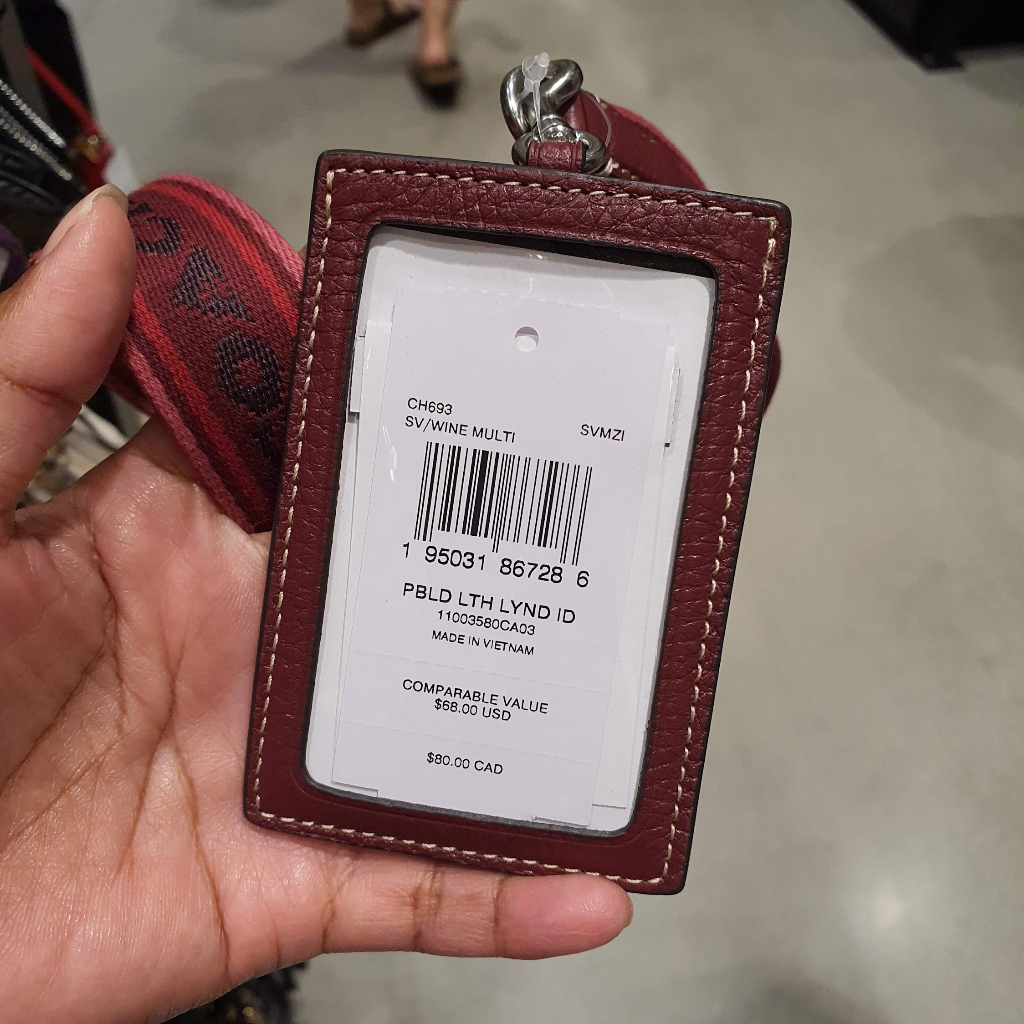 CH693
SV/WINE MULTI SVMZI
1 95031 86728 6
PBLD LTH LYND ID
11003580CA03
MADE IN VIETNAM
COMPARABLE VALUE
$68.00 USD
$80.00 CAD